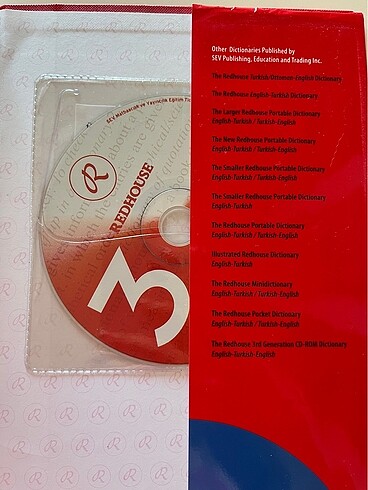 Other Dictionaries Published by
SEV Publishing, Education and Trading Inc.
The Redhouse Turkish/Ottoman-English Dictionary
The Redhouse English-Turkish Dictionary
The Larger Redhouse Portable Dictionary
English-Turkish / Turkish-English
The New Redhouse Portable Dictionary
English-Turkish / Turkish-English
The Smaller Redhouse Portable Dictionary
English-Turkish / Turkish-English
The Smaller Redhouse Portable Dictionary
English-Turkish
The Redhouse Portable Dictionary
English-Turkish / Turkish-English
Illustrated Redhouse Dictionary
English-Turkish
The Redhouse Minidictionary
English-Turkish / Turkish-English
The Redhouse Pocket Dictionary
English-Turkish / Turkish-English
The Redhouse 3rd Generation CD-ROM Dictionary
English-Turkish-English
SEV Matbaacılık ve Yayıncılık Eğitim
R
REDHOUSE
3